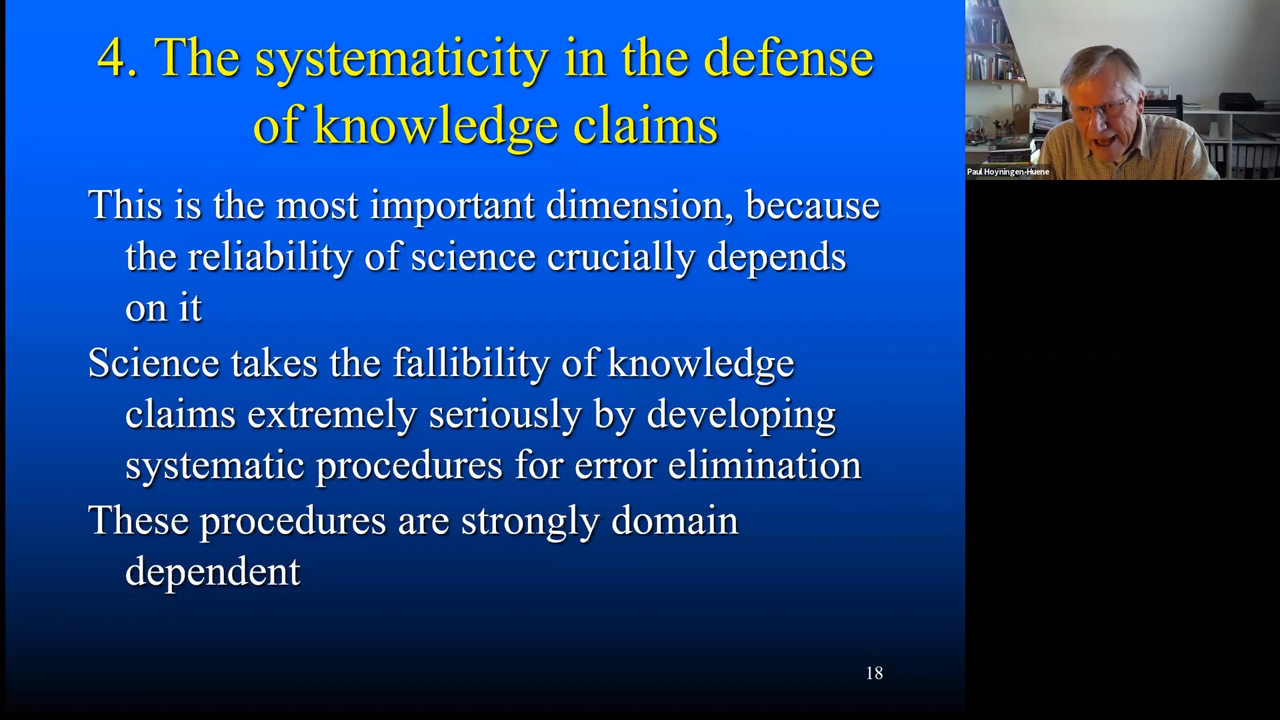 4. The systematicity in the defense
of knowledge claims
This is the most important dimension, because
the reliability of science crucially depends
on it
Science takes the fallibility of knowledge
claims extremely seriously by developing
systematic procedures for error elimination
These procedures are strongly domain
dependent
18
Paul Hoyningen-Huene